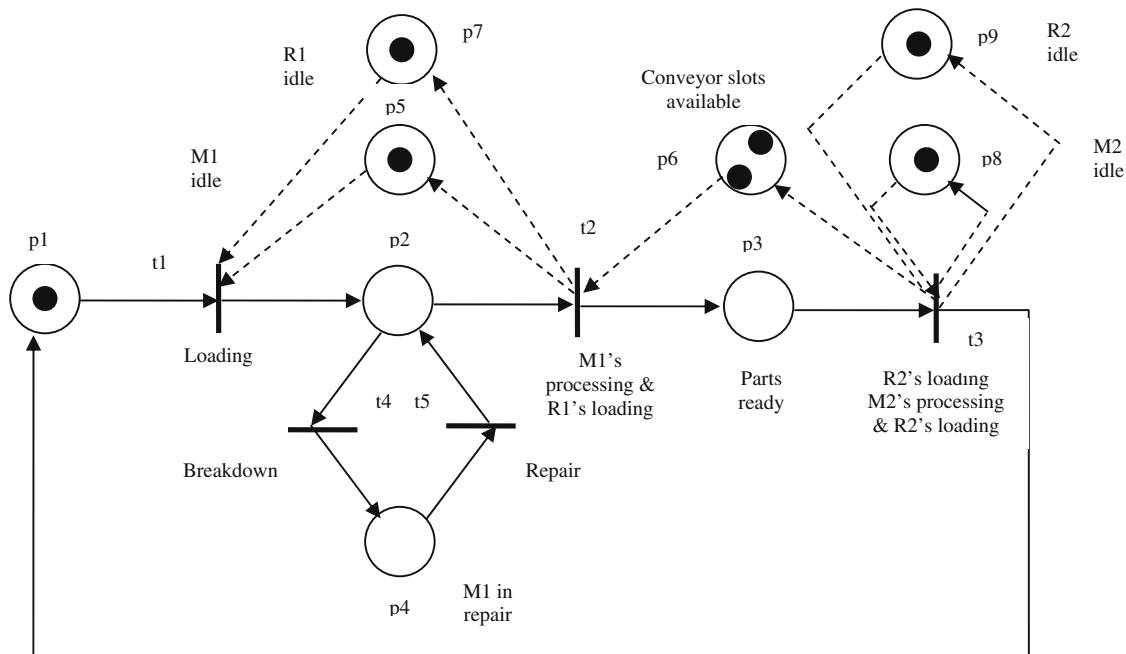 p7
p9
R2
idle
R1
idle
Conveyor slots
available
p5
M1
idle
p6
p8
M2
idle
p1
t1
p2
t2
p3
Loading
t3
M1's
processing &
R1's loading
Parts
ready
R2's loading
M2's processing
& R2's loading
t4
t5
Breakdown
Repair
p4
M1 in
repair